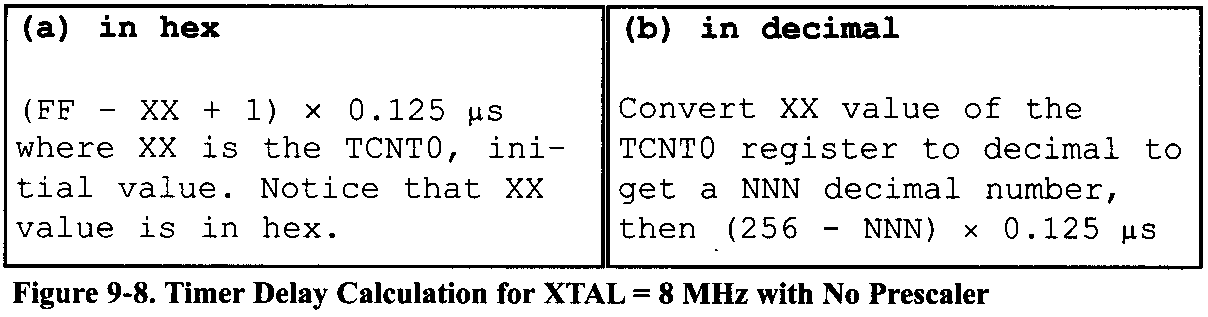 (a) in hex
(FF - XX + 1) × 0.125 μs
where XX is the TCNT0, ini-
tial value. Notice that XX
value is in hex.
(b) in decimal
Convert XX value of the
TCNT0 register to decimal to
get a NNN decimal number,
then (256 - NNN) × 0.125 μs
Figure 9-8. Timer Delay Calculation for XTAL = 8 MHz with No Prescaler